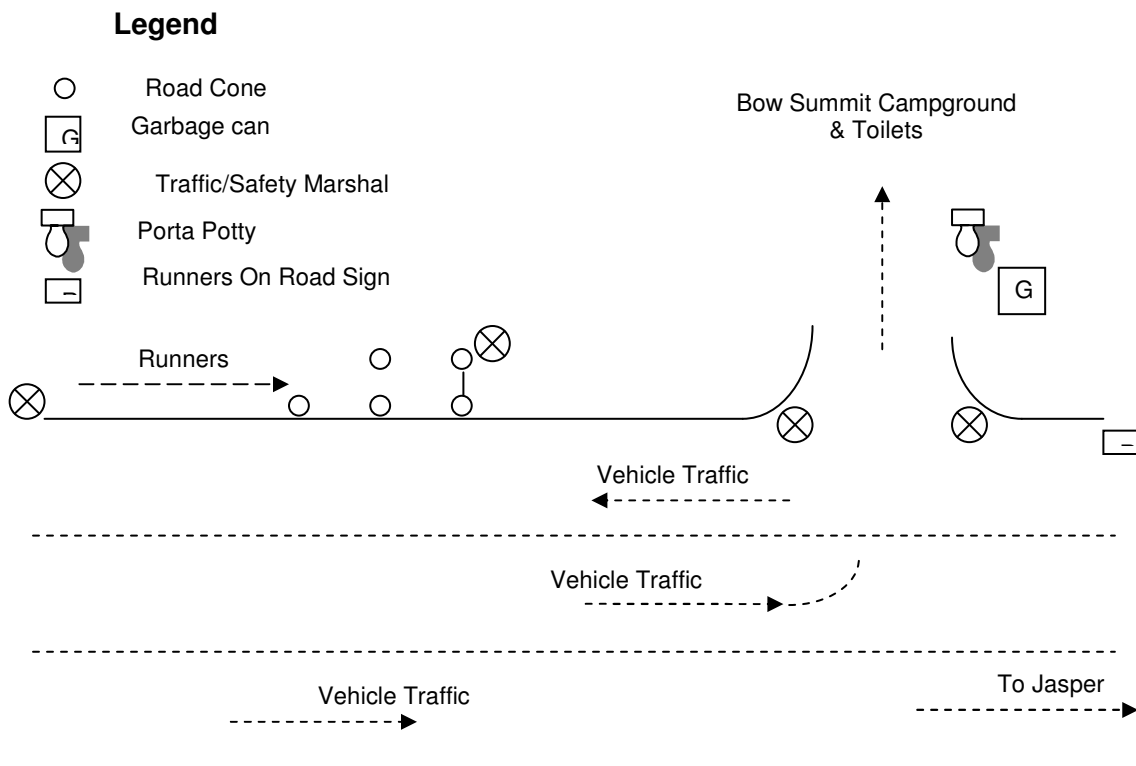 Legend
Road Cone
G
Garbage can
Traffic/Safety Marshal
Porta Potty
Runners On Road Sign
Bow Summit Campground
& Toilets
G
Runners
Vehicle Traffic
Vehicle Traffic
Vehicle Traffic
To Jasper